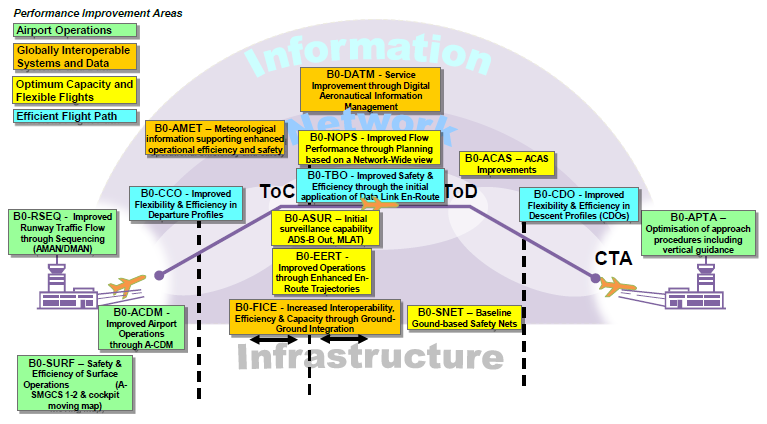 Performance Improvement Areas
Airport Operations
Globally Interoperable
Systems and Data
Optimum Capacity and
Flexible Flights
Efficient Flight Path
Information
Network
B0-DATM - Service
Improvement through Digital
Aeronautical Information
Management
B0-AMET – Meteorological
information supporting enhanced
operational efficiency and safety
B0-NOPS - Improved Flow
Performance through Planning
based on a Network-Wide view
B0-ACAS – ACAS
Improvements
B0-TBO - Improved Safety &
Efficiency through the initial
application of Data Link En-Route
ToC
ToD
B0-CCO - Improved
Flexibility & Efficiency in
Departure Profiles
B0-CDO - Improved
Flexibility & Efficiency in
Descent Profiles (CDOs)
B0-RSEQ - Improved
Runway Traffic Flow
through Sequencing
(AMAN/DMAN)
B0-ASUR – Initial
surveillance capability
ADS-B Out, MLAT)
B0-APTA –
Optimisation of approach
procedures including
vertical guidance
B0-EERT -
Improved Operations
through Enhanced En-
Route Trajectories
CTA
B0-ACDM -
Improved Airport
Operations
through A-CDM
B0-FICE - Increased Interoperability,
Efficiency & Capacity through Ground-
Ground Integration
B0-SNET - Baseline
Gound-based Safety Nets
Infrastructure
B0-SURF – Safety &
Efficiency of Surface
Operations (A-
SMGCS 1-2 & cockpit
moving map)